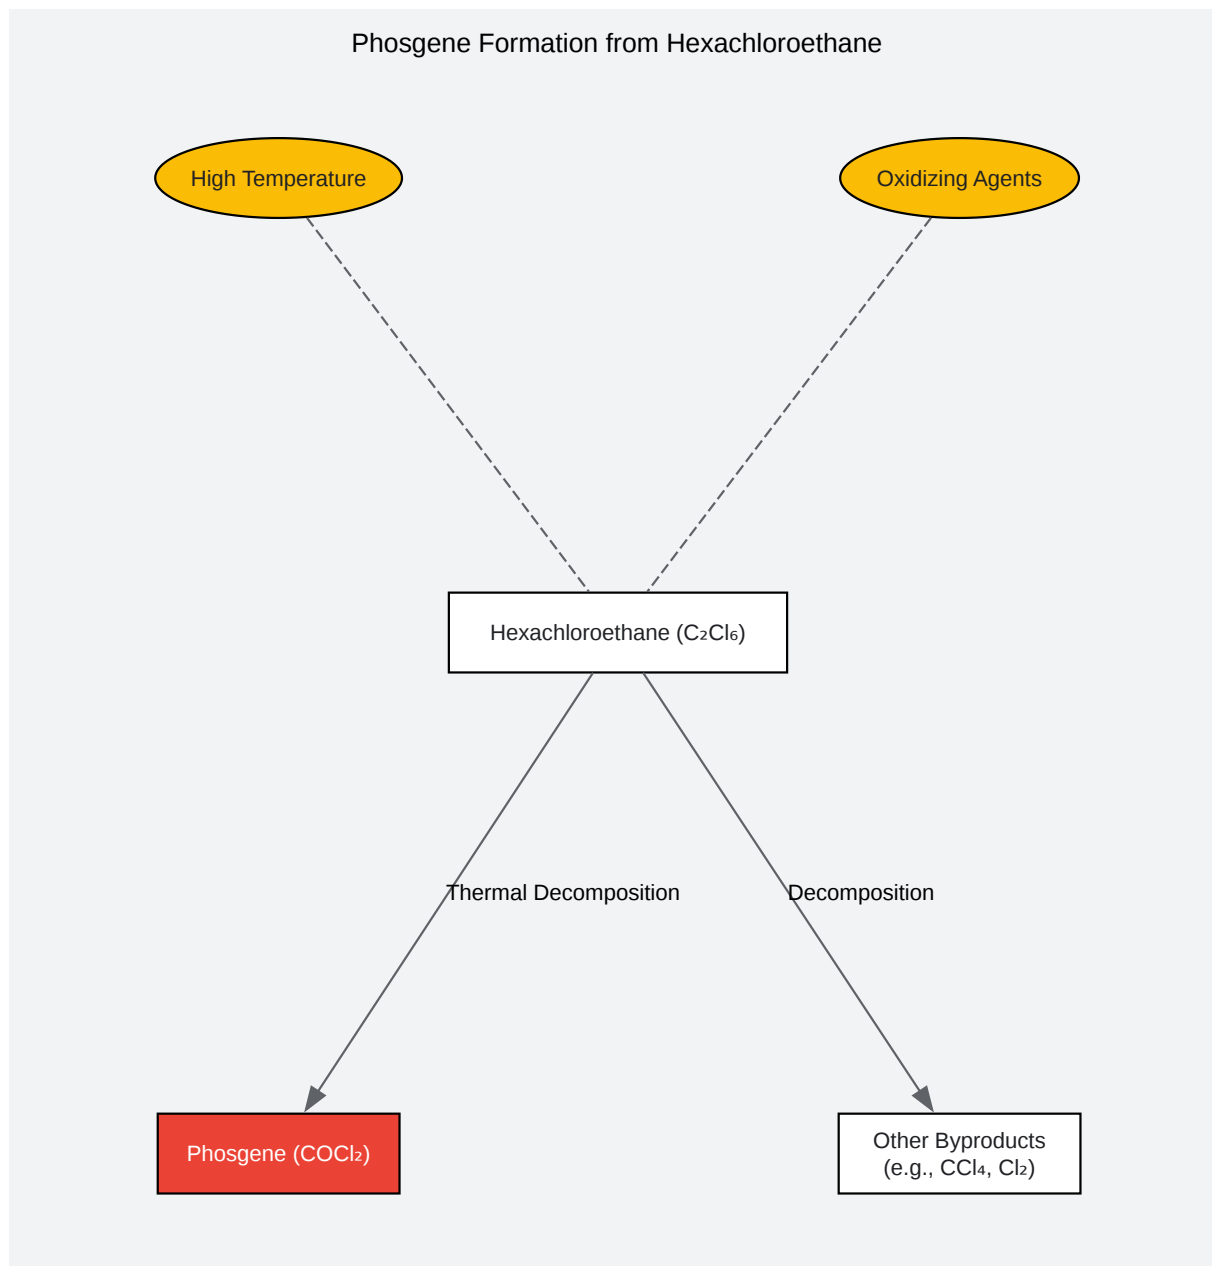 Phosgene Formation from Hexachloroethane
High Temperature
Oxidizing Agents
Hexachloroethane (C₂Cl₆)
Thermal Decomposition
Decomposition
Phosgene (COCl₂)
Other Byproducts
(e.g., CCl₄, Cl₂)